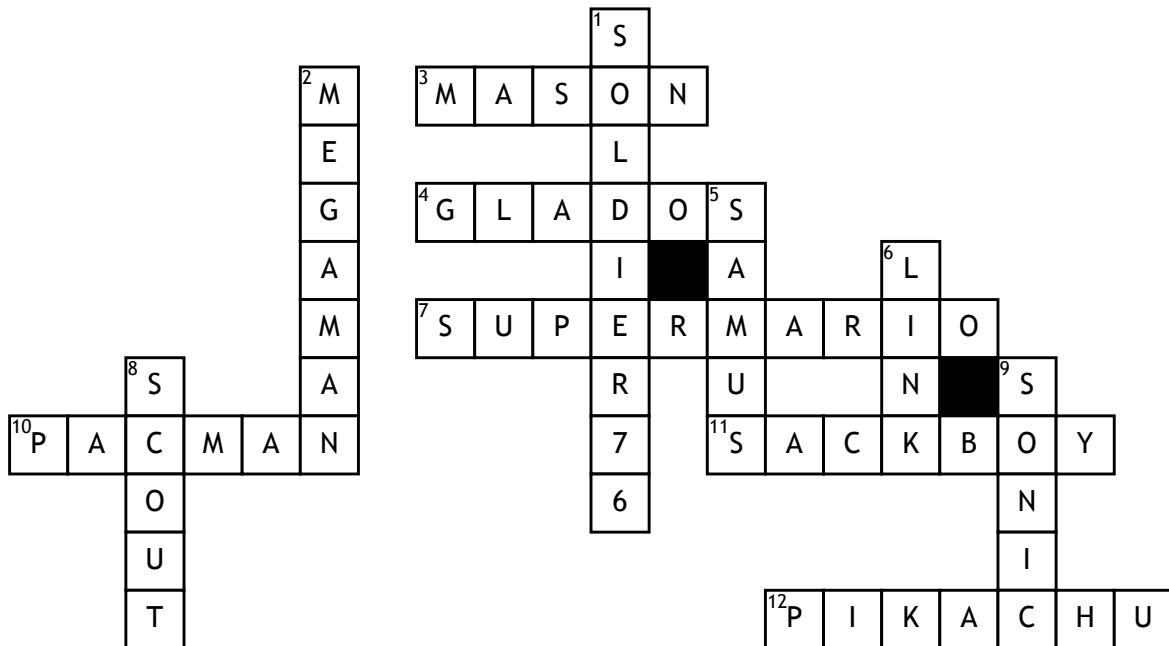 1 S
2 M 3 M A S O N
E L
G 4 G L A D O 5 S
A I A 6 L
M 7 S U P E R M A R I O
8 S A R U N 9 S
10 P A C M A N 7 11 S A C K B O Y
O 6 N
U I
T 12 P I K A C H U